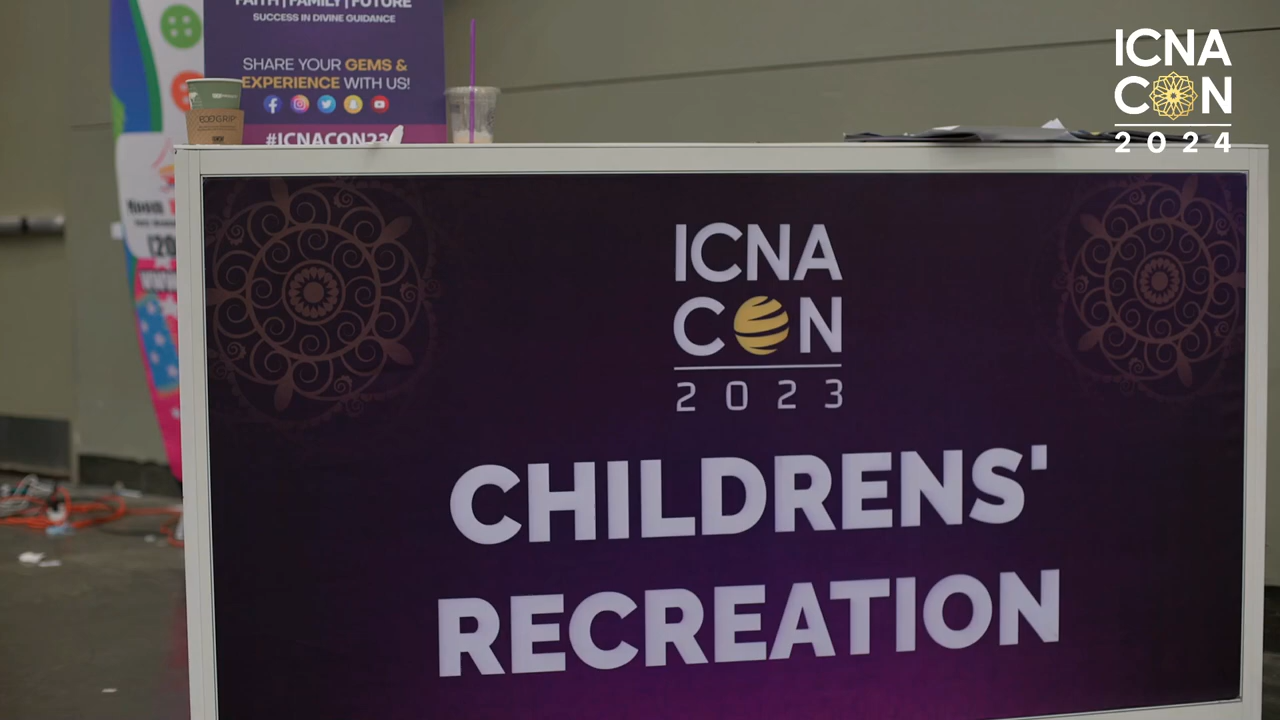 FAITH | FAMILY | FUTURE
SUCCESS IN DIVINE GUIDANCE
SHARE YOUR GEMS &
EXPERIENCE WITH US!
#ICNACON23
ECOGRIP
ICNA
CON
2024
ICNA
CON
2023
CHILDRENS'
RECREATION